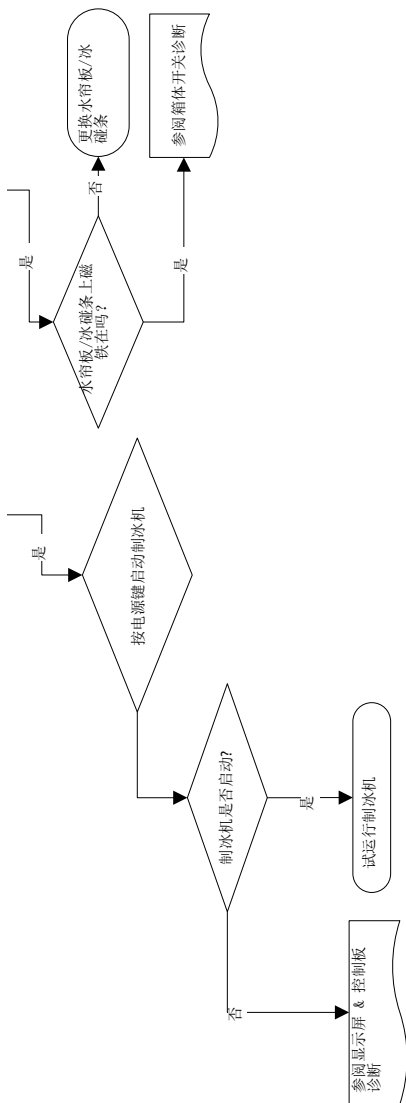 是
更换水帘板/冰
碰条
否
水帘板/冰碰条上磁
铁在吗?
是
参阅箱体开关诊断
是
按电源键启动制冰机
制冰机是否启动?
是
试运行制冰机
否
参阅显示屏 & 控制板
诊断